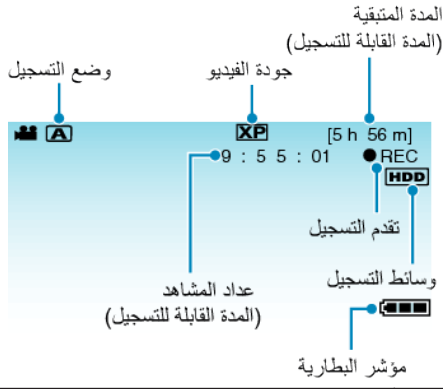 المدة المتبقية
(المدة القابلة للتسجيل)
جودة الفيديو
وضع التسجيل
A
XP
[5 h 56 m]
9 : 5 5 : 01
REC
HDD
تقدم التسجيل
وسائط التسجيل
عداد المشاهد
(المدة القابلة للتسجيل)
مؤشر البطارية